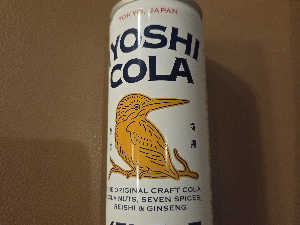 TOKYO, JAPAN
YOSHI
COLA
THE ORIGINAL CRAFT COLA
COLA NUTS, SEVEN SPICES,
REISHI & GINSENG